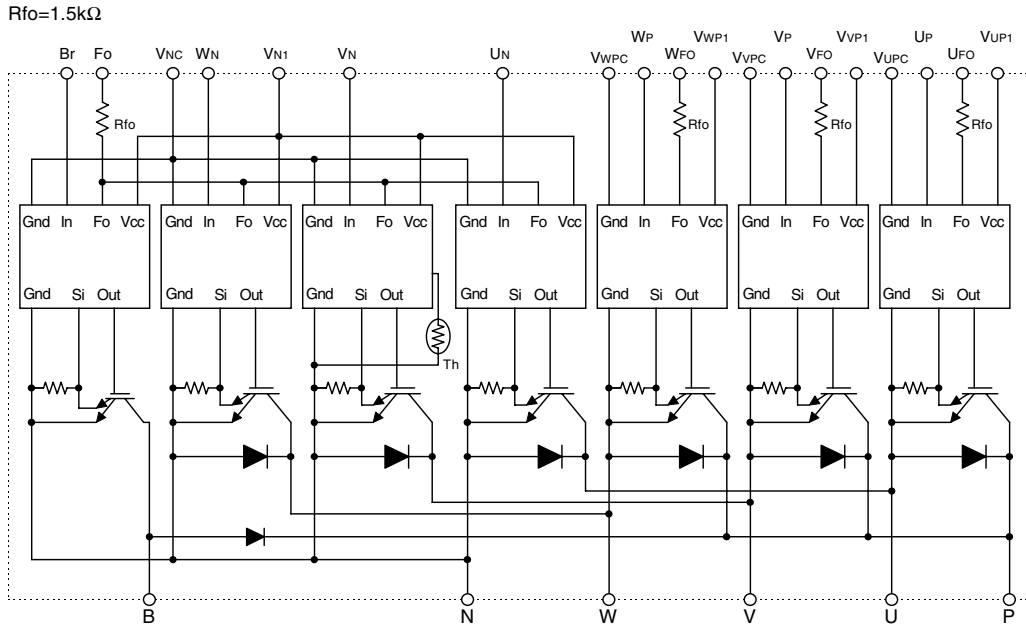 Rfo=1.5kΩ
Br Fo VNC WN VN1 VN UN VWPC WP WFO VWP1 VVPC VP VFO VVP1 VUPC UP UFO VUP1
Rfo Rfo Rfo Rfo
Gnd In Fo Vcc Gnd In Fo Vcc Gnd In Fo Vcc Gnd In Fo Vcc Gnd In Fo Vcc Gnd In Fo Vcc Gnd In Fo Vcc
Gnd Si Out Gnd Si Out Gnd Si Out Gnd Si Out Gnd Si Out Gnd Si Out Gnd Si Out
Th
B N W V U P